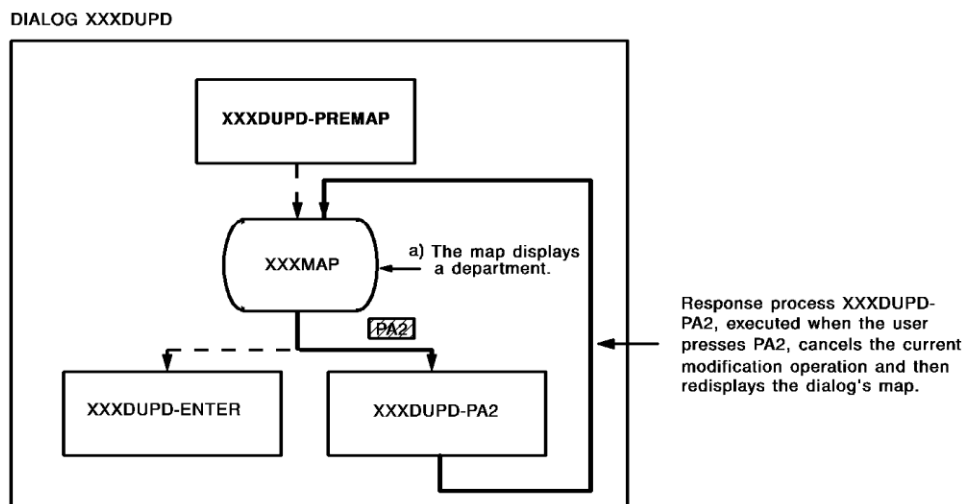 DIALOG XXXDUPD
XXXDUPD-PREMAP
XXXMAP
a) The map displays
a department.
PA2
Response process XXXDUPD-
PA2, executed when the user
presses PA2, cancels the current
modification operation and then
redisplays the dialog's map.
XXXDUPD-ENTER
XXXDUPD-PA2